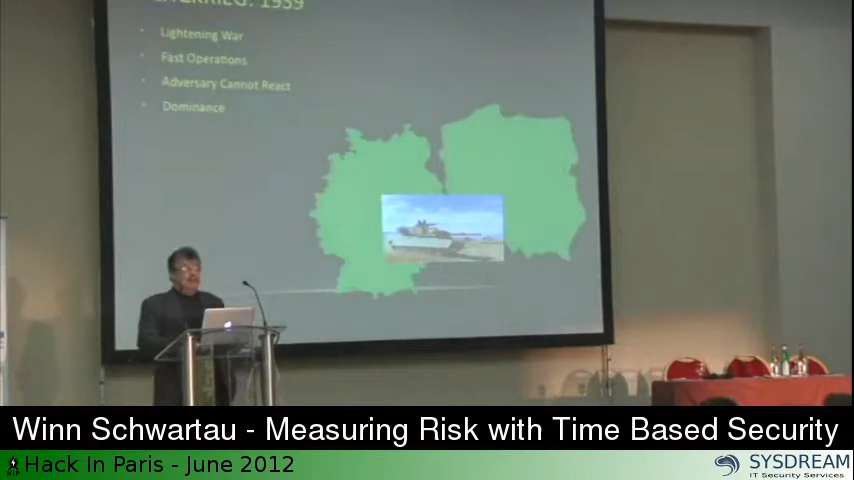 Lightening War
Fast Operations
Adversary Cannot React
Dominance
Winn Schwartau - Measuring Risk with Time Based Security
Hack In Paris - June 2012
SYSDREAM
IT Security Services